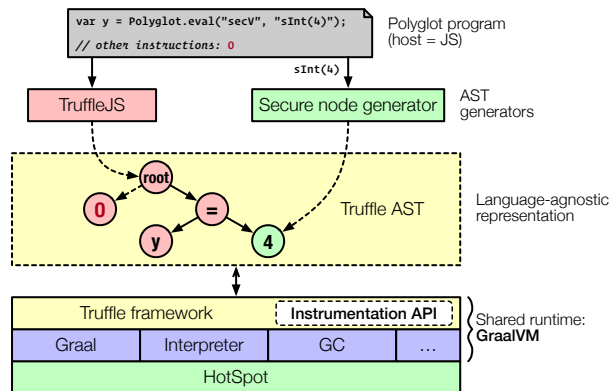 var y = Polyglot.eval("secV", "sInt(4)");
// other instructions: 0
Polyglot program
(host = JS)
sInt(4)
TruffleJS
Secure node generator
AST
generators
root
0
=
Truffle AST
y
4
Language-agnostic
representation
Truffle framework
Instrumentation API
Graal
Interpreter
GC
...
HotSpot
Shared runtime:
GraalVM